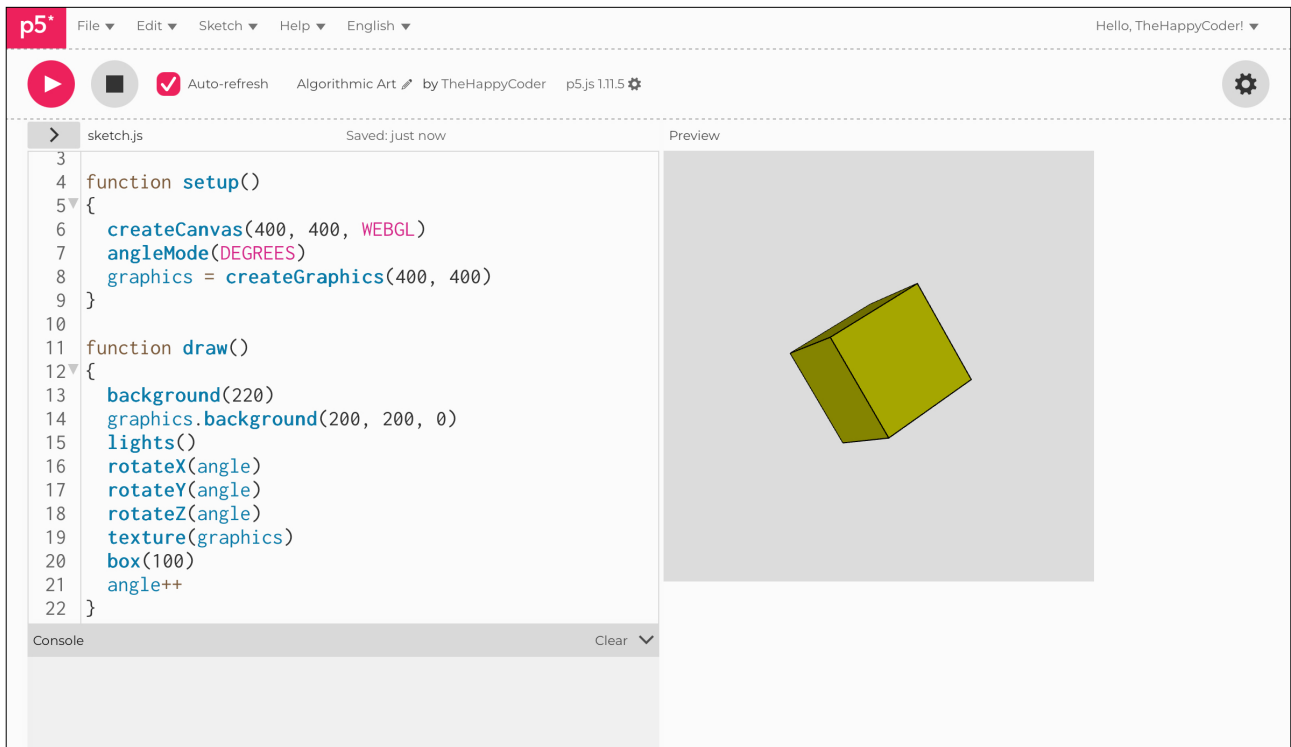 p5* File Edit Sketch Help English Hello, TheHappyCoder!
Auto-refresh Algorithmic Art by TheHappyCoder p5.js 1.11.5
sketch.js Saved: just now Preview
3
4 function setup()
5 {
6 createCanvas(400, 400, WEBGL)
7 angleMode(DEGREES)
8 graphics = createGraphics(400, 400)
9 }
10
11 function draw()
12 {
13 background(220)
14 graphics.background(200, 200, 0)
15 lights()
16 rotateX(angle)
17 rotateY(angle)
18 rotateZ(angle)
19 texture(graphics)
20 box(100)
21 angle++
22 }
Console Clear